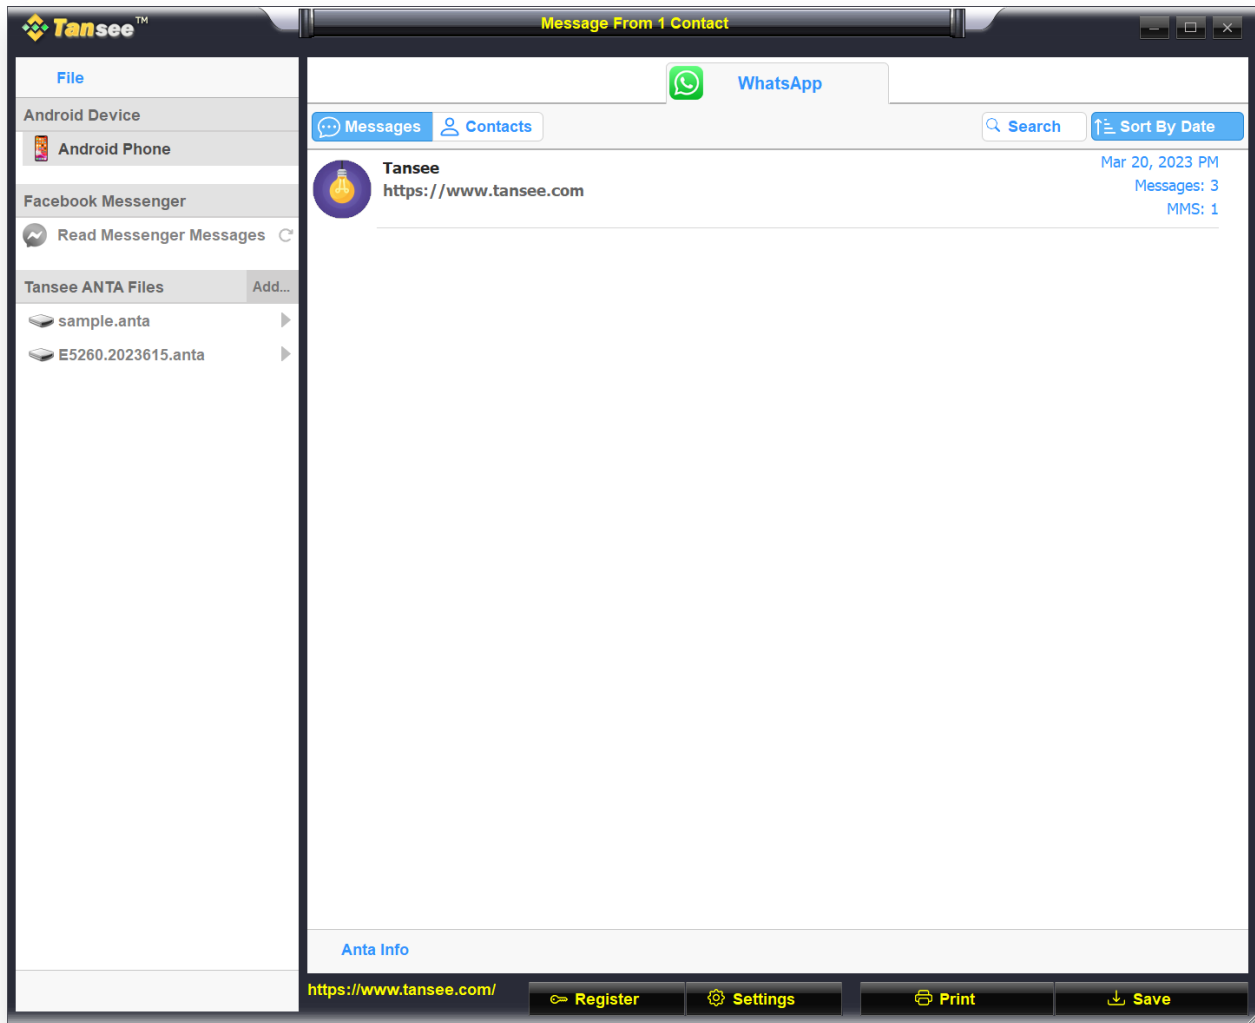 Tansee™
Message From 1 Contact
File
Android Device
Android Phone
Facebook Messenger
Read Messenger Messages
Tansee ANTA Files
Add...
sample.anta
E5260.2023615.anta
WhatsApp
Messages
Contacts
Search
Sort By Date
Tansee
https://www.tansee.com
Mar 20, 2023 PM
Messages: 3
MMS: 1
Anta Info
https://www.tansee.com/
Register
Settings
Print
Save